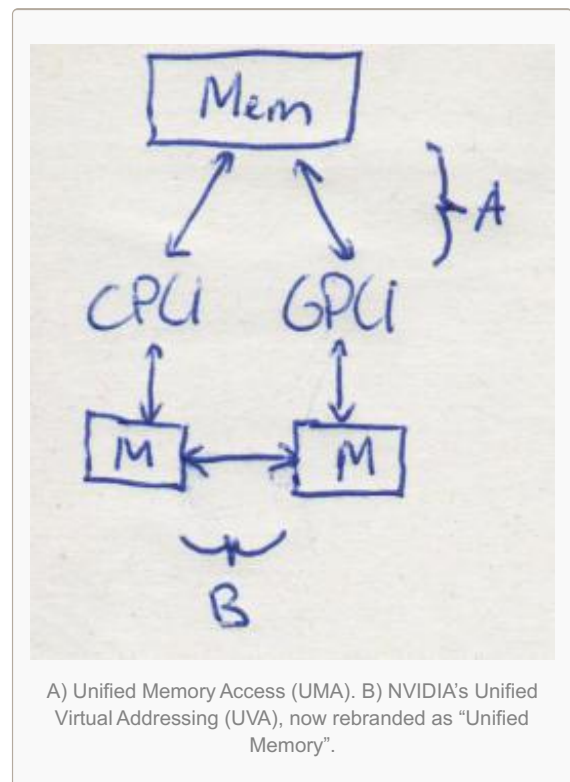 Mem
A
CPU GPU
M M
B
A) Unified Memory Access (UMA). B) NVIDIA's Unified
Virtual Addressing (UVA), now rebranded as “Unified
Memory”.